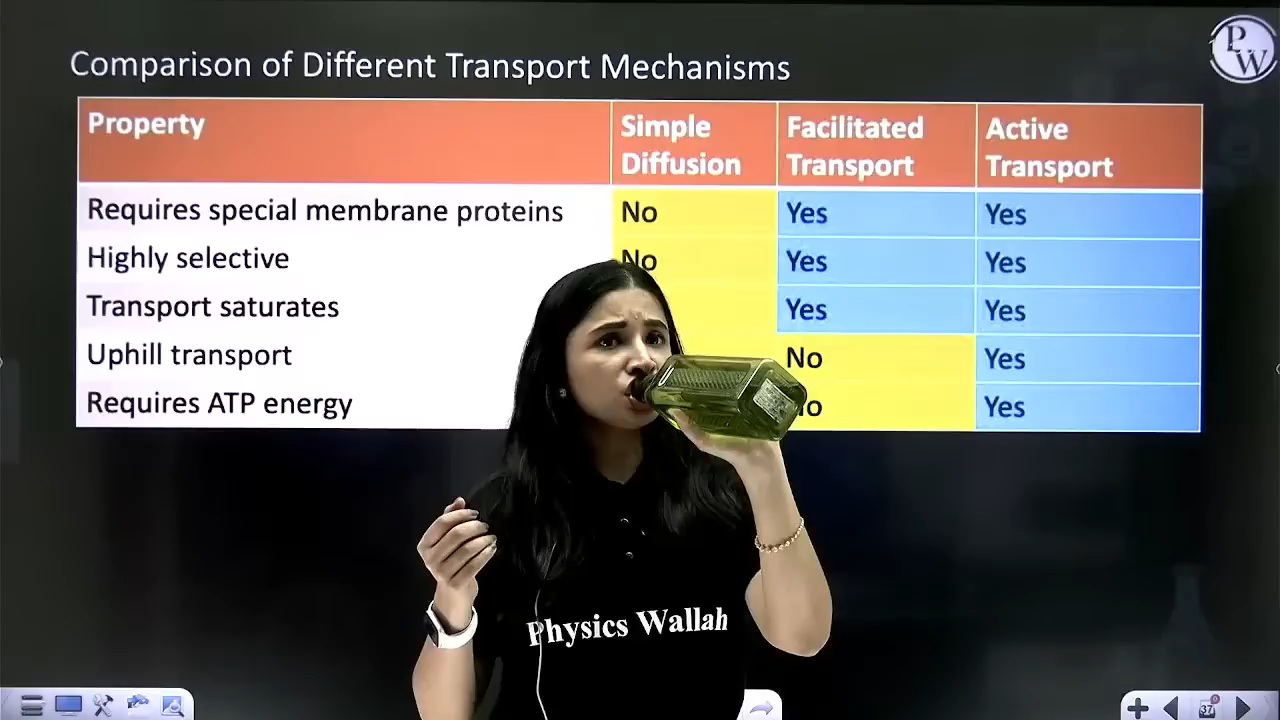 Comparison of Different Transport Mechanisms
P
W
Property
Simple
Diffusion
Facilitated
Transport
Active
Transport
Requires special membrane proteins No Yes Yes
Highly selective No Yes Yes
Transport saturates Yes Yes
Uphill transport No Yes
Requires ATP energy Yes
Physics Wallah
37